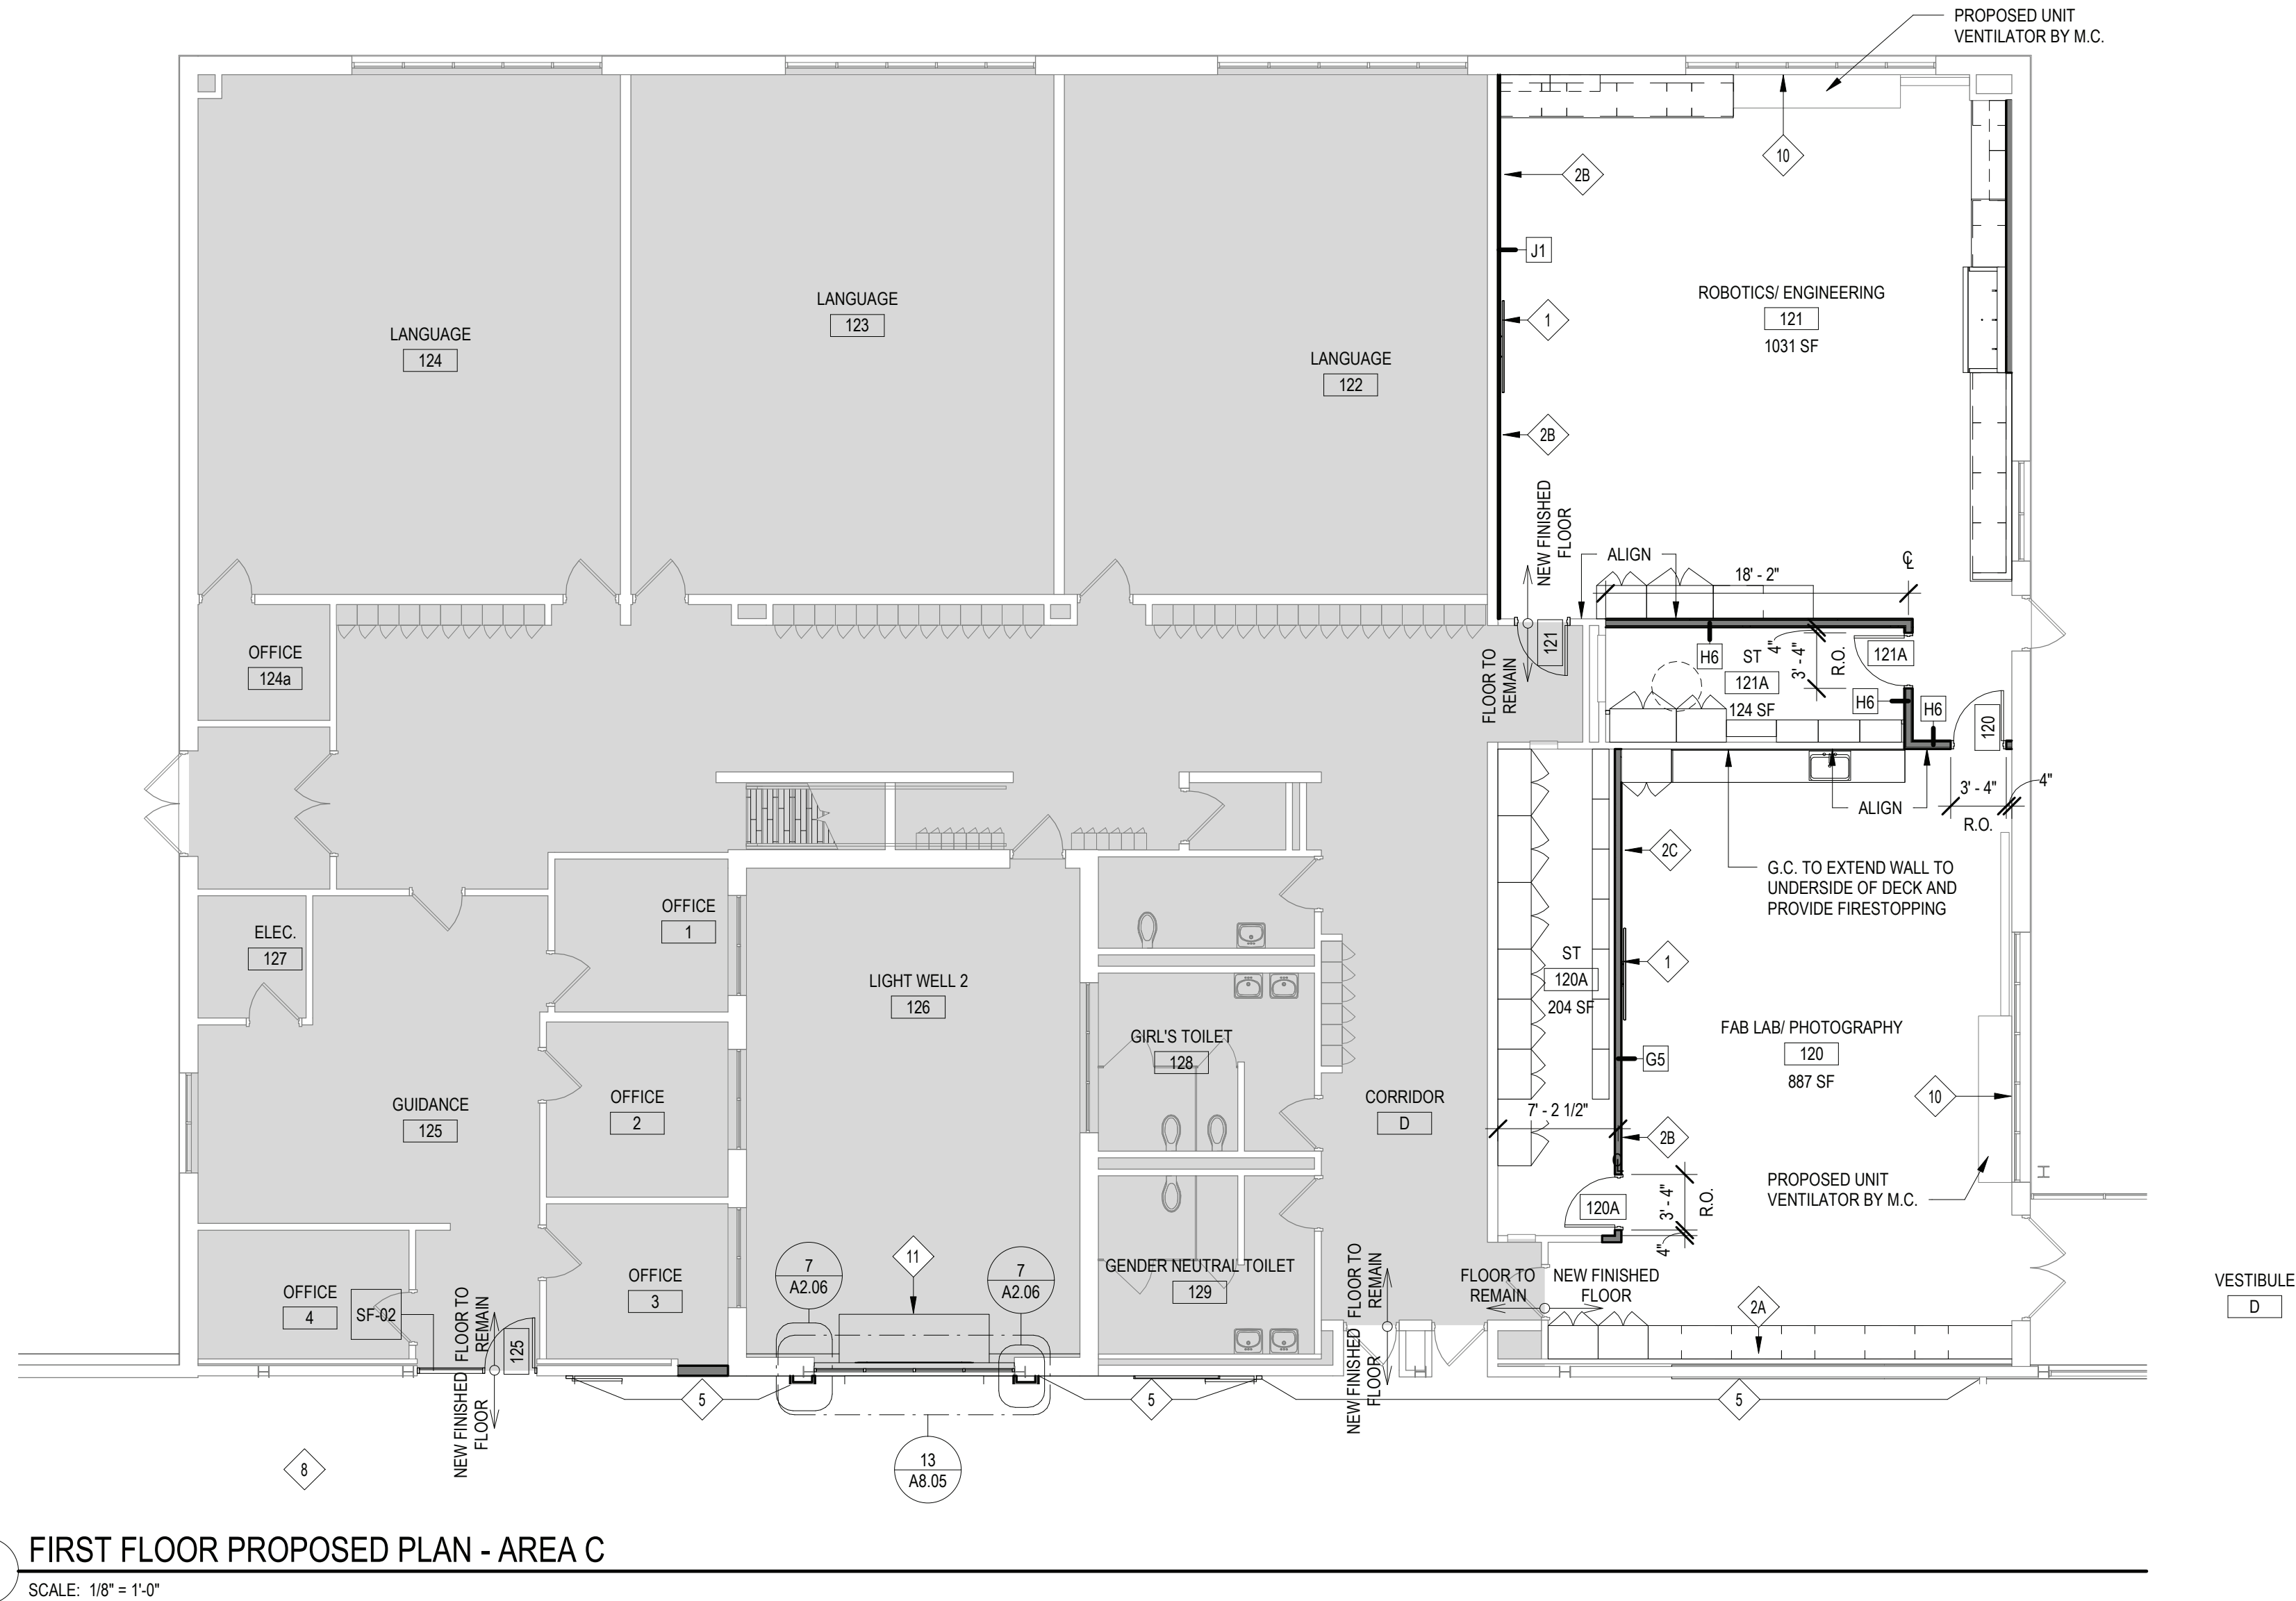 PROPOSED UNIT
VENTILATOR BY M.C.
10
2B
J1
1
2B
ROBOTICS/ ENGINEERING
121
1031 SF
LANGUAGE
124
LANGUAGE
123
LANGUAGE
122
NEW FINISHED
FLOOR
ALIGN
18' - 2"
CL
OFFICE
124a
FLOOR TO
REMAIN
121
H6
ST
121A
124 SF
4"
3' - 4"
R.O.
121A
H6
H6
120
3' - 4"
R.O.
4"
ALIGN
2C
G.C. TO EXTEND WALL TO
UNDERSIDE OF DECK AND
PROVIDE FIRESTOPPING
OFFICE
1
ELEC.
127
LIGHT WELL 2
126
ST
120A
204 SF
1
FAB LAB/ PHOTOGRAPHY
120
887 SF
G5
10
GIRL'S TOILET
128
GUIDANCE
125
OFFICE
2
CORRIDOR
D
7' - 2 1/2"
2B
PROPOSED UNIT
VENTILATOR BY M.C.
120A
3' - 4"
R.O.
4"
OFFICE
4
SF-02
FLOOR TO
REMAIN
NEW FINISHED
FLOOR
125
OFFICE
3
7
A2.06
11
7
A2.06
GENDER NEUTRAL TOILET
129
FLOOR TO
REMAIN
NEW FINISHED
FLOOR
FLOOR TO
REMAIN
NEW FINISHED
FLOOR
2A
VESTIBULE
D
5
5
5
8
13
A8.05
FIRST FLOOR PROPOSED PLAN - AREA C
SCALE: 1/8" = 1'-0"